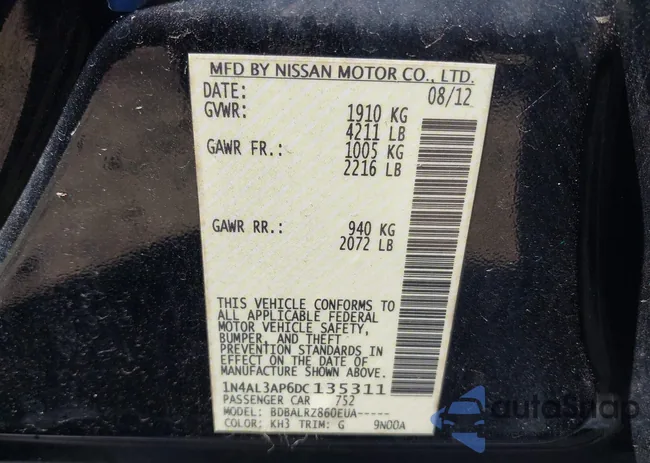 MFD BY NISSAN MOTOR CO., LTD.
DATE: 08/12
GVWR: 1910 KG
4211 LB
GAWR FR.: 1005 KG
2216 LB
GAWR RR.: 940 KG
2072 LB
THIS VEHICLE CONFORMS TO
ALL APPLICABLE FEDERAL
MOTOR VEHICLE SAFETY,
BUMPER, AND THEFT
PREVENTION STANDARDS IN
EFFECT ON THE DATE OF
MANUFACTURE SHOWN ABOVE.
1N4AL3AP6DC135311
PASSENGER CAR 752
MODEL: BDBALRZ860EUA-----
COLOR: KH3 TRIM: G 9N00A
autoSnap